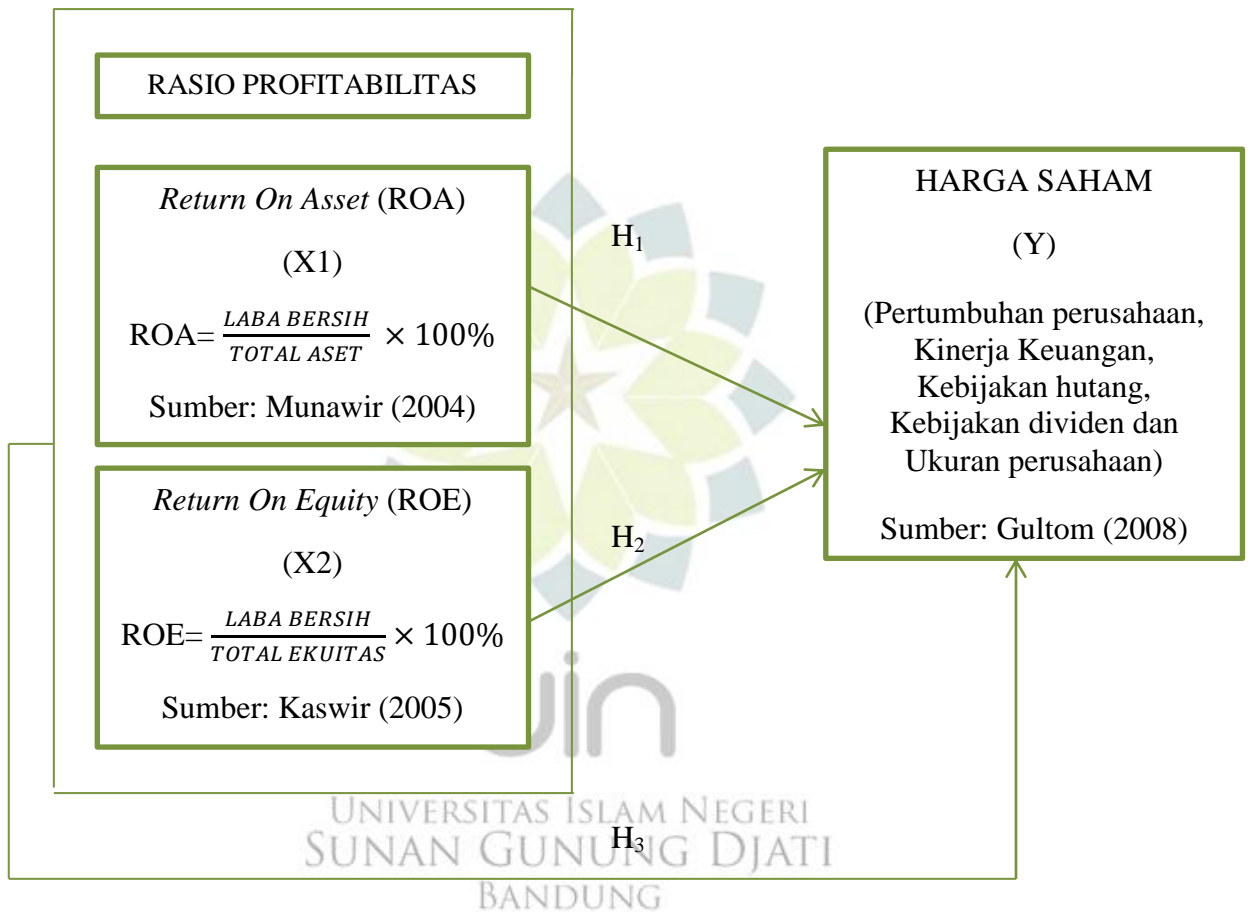 RASIO PROFITABILITAS
Return On Asset (ROA)
(X1)
ROA= LABA BERSIH / TOTAL ASET × 100%
Sumber: Munawir (2004)
Return On Equity (ROE)
(X2)
ROE= LABA BERSIH / TOTAL EKUITAS × 100%
Sumber: Kaswir (2005)
H1
H2
HARGA SAHAM
(Y)
(Pertumbuhan perusahaan,
Kinerja Keuangan,
Kebijakan hutang,
Kebijakan dividen dan
Ukuran perusahaan)
Sumber: Gultom (2008)
uin
UNIVERSITAS ISLAM NEGERI
SUNAN GUNUNG DJATI
BANDUNG
H3